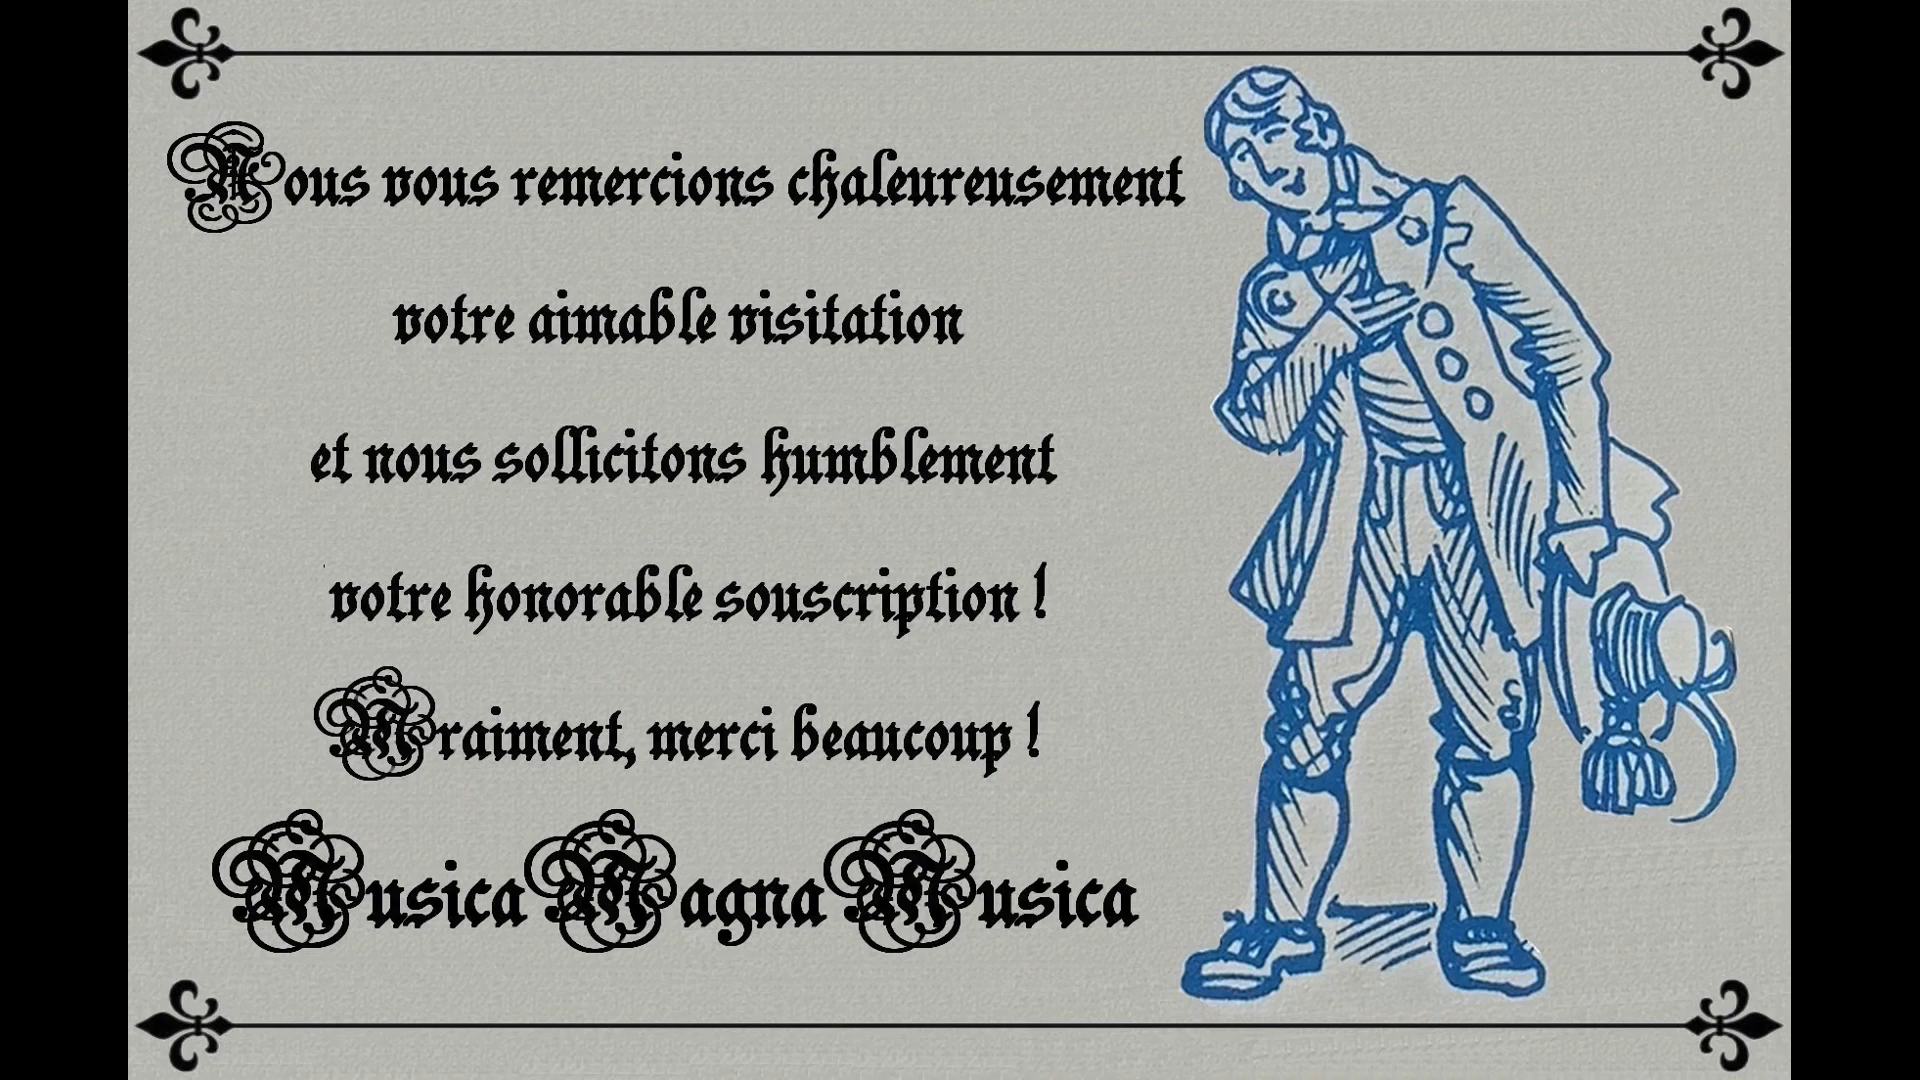 Nous vous remercions chaleureusement
votre aimable visitation
et nous sollicitons humblement
votre honorable souscription !
Vraiment, merci beaucoup !
Musica Magna Musica